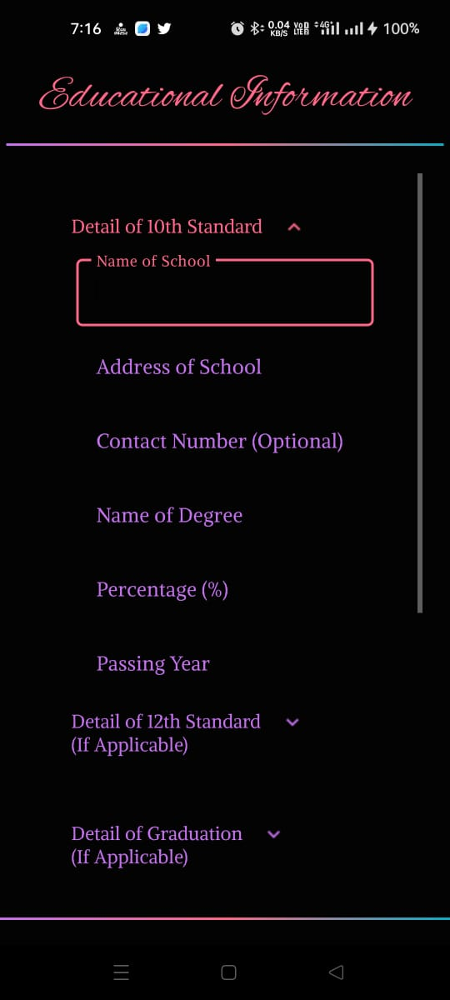 7:16 0.04 KB/S VoD LTE2 4G+ 100%
Educational Information
Detail of 10th Standard
Name of School
Address of School
Contact Number (Optional)
Name of Degree
Percentage (%)
Passing Year
Detail of 12th Standard
(If Applicable)
Detail of Graduation
(If Applicable)